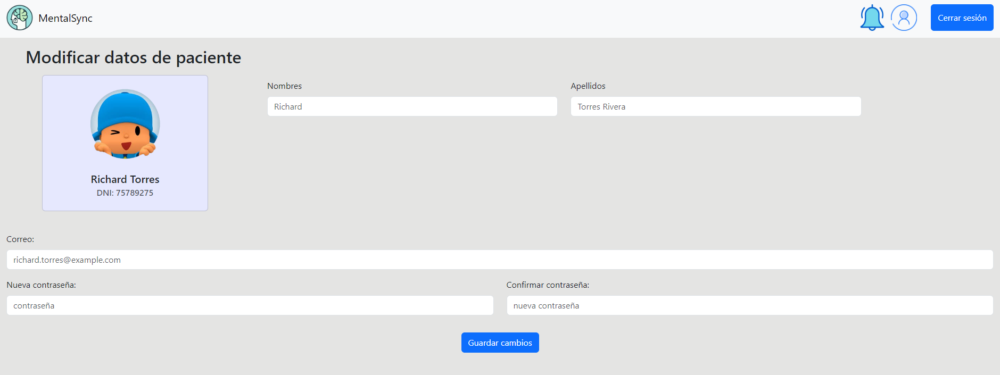 MentalSync
Cerrar sesión
Modificar datos de paciente
Richard Torres
DNI: 75789275
Nombres
Richard
Apellidos
Torres Rivera
Correo:
richard.torres@example.com
Nueva contraseña:
contraseña
Confirmar contraseña:
nueva contraseña
Guardar cambios